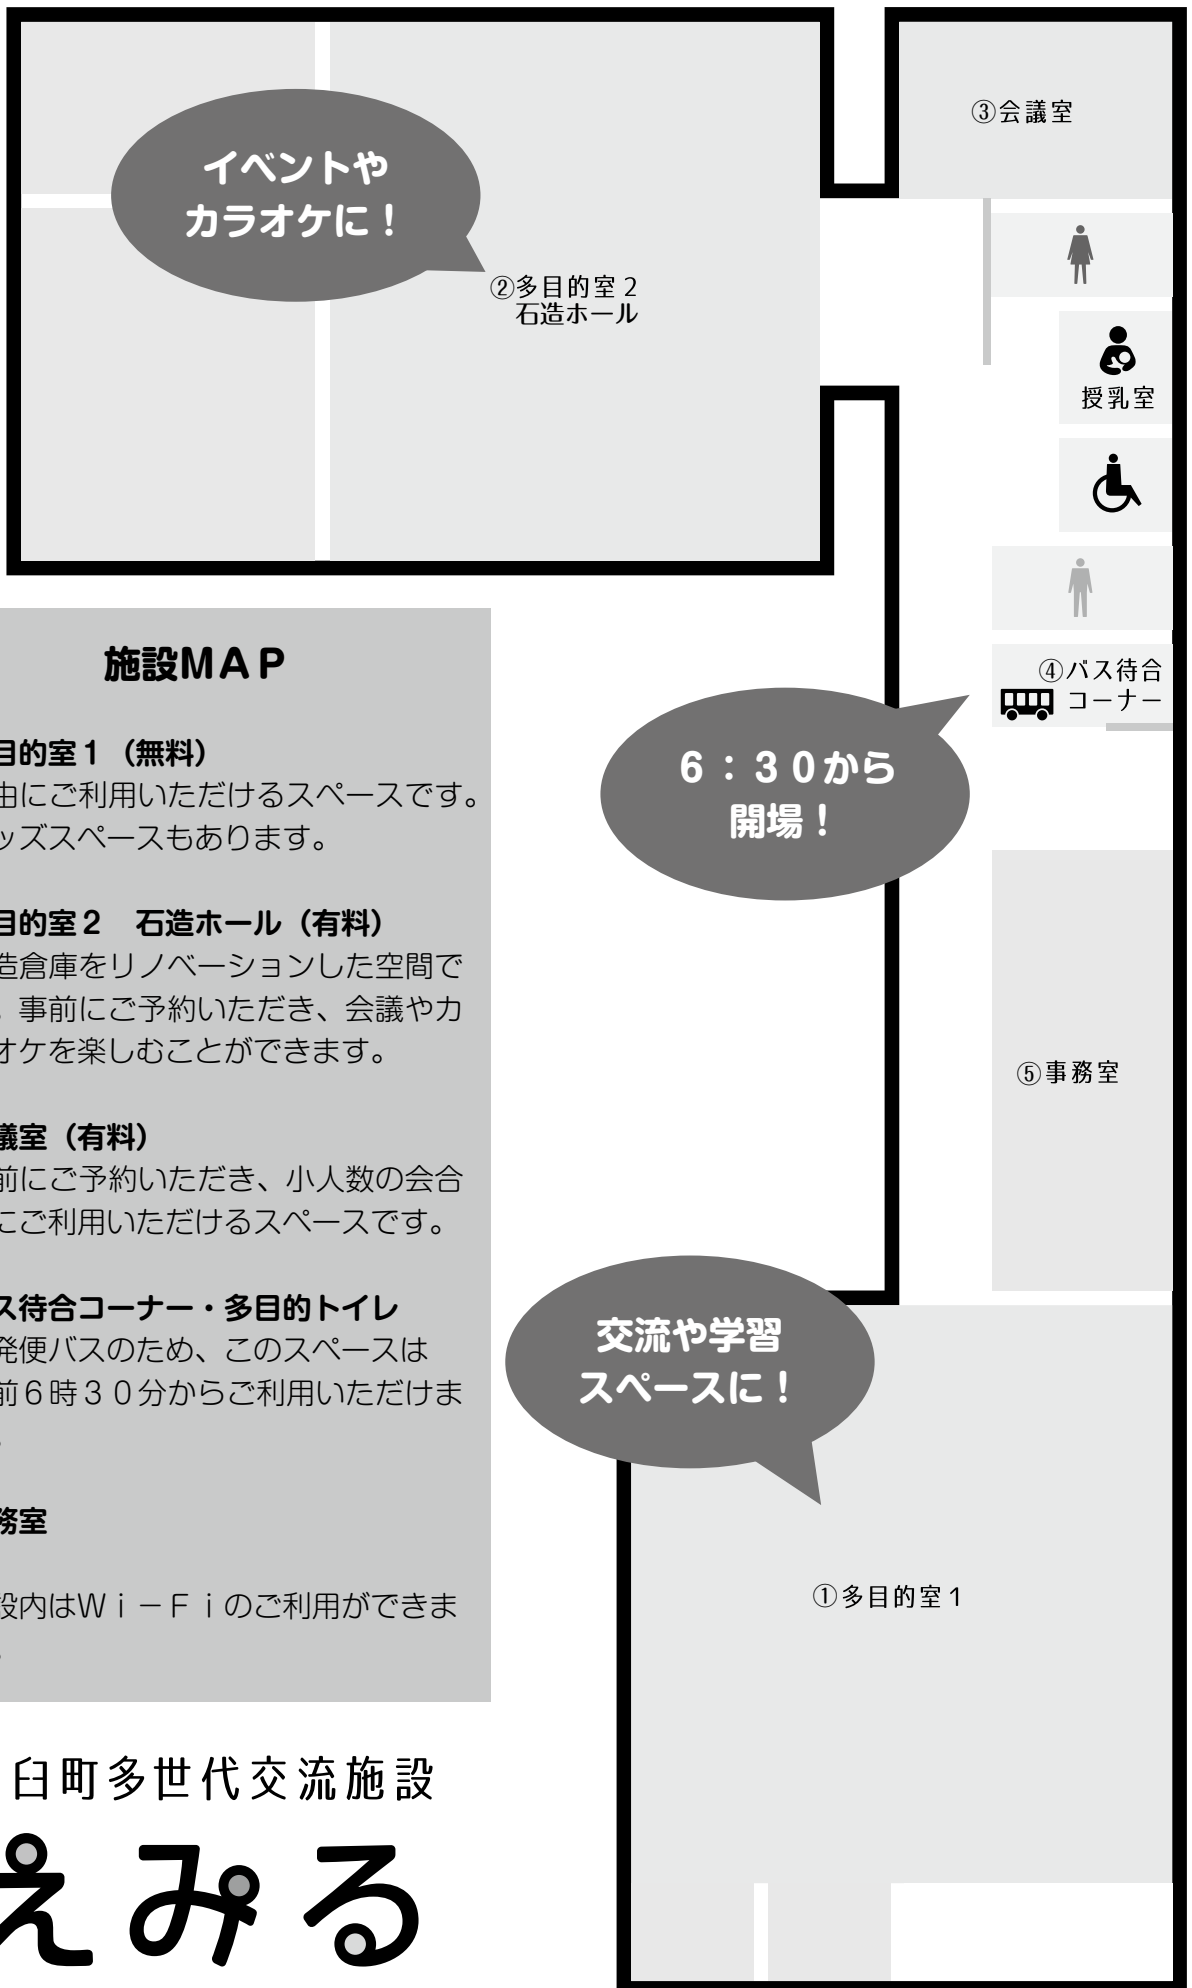 イベントや
カラオケに！
②多目的室２
石造ホール
③会議室
授乳室
④バス待合
コーナー
６：３０から
開場！
⑤事務室
交流や学習
スペースに！
①多目的室１
施設ＭＡＰ
目的室１（無料）
由にご利用いただけるスペースです。
ッズスペースもあります。
目的室２　石造ホール（有料）
造倉庫をリノベーションした空間で
。事前にご予約いただき、会議やカ
オケを楽しむことができます。
議室（有料）
前にご予約いただき、小人数の会合
にご利用いただけるスペースです。
ス待合コーナー・多目的トイレ
発便バスのため、このスペースは
前６時３０分からご利用いただけま
。
務室
設内はＷｉ－Ｆｉのご利用ができま
。
臼町多世代交流施設
えみる